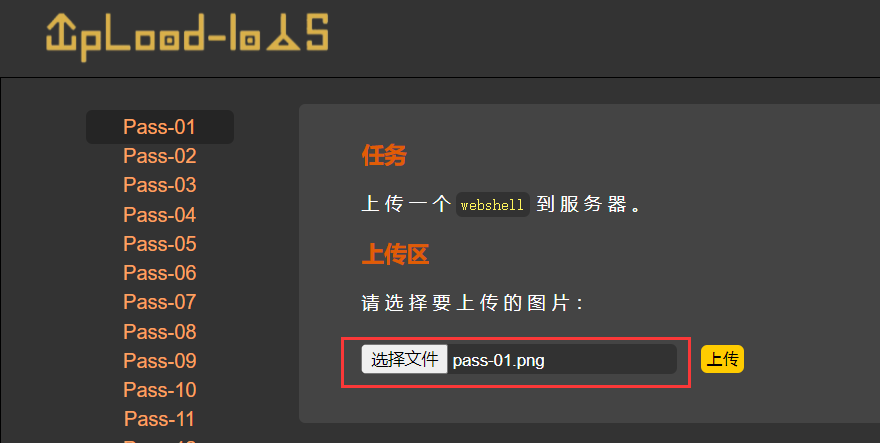 UpLoad-labs
Pass-01
Pass-02
Pass-03
Pass-04
Pass-05
Pass-06
Pass-07
Pass-08
Pass-09
Pass-10
Pass-11
任务
上传一个 webshell 到服务器。
上传区
请选择要上传的图片：
选择文件 pass-01.png 上传